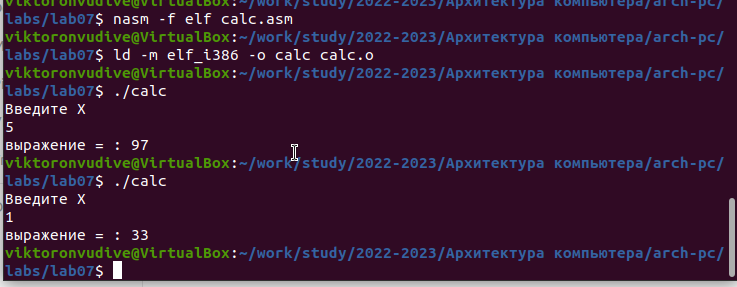 viktoronvudive@VirtualBox:~/work/study/2022-2023/Архитектура компьютера/arch-pc/
labs/lab07$ nasm -f elf calc.asm
viktoronvudive@VirtualBox:~/work/study/2022-2023/Архитектура компьютера/arch-pc/
labs/lab07$ ld -m elf_i386 -o calc calc.o
viktoronvudive@VirtualBox:~/work/study/2022-2023/Архитектура компьютера/arch-pc/
labs/lab07$ ./calc
Введите X
5
выражение = : 97
viktoronvudive@VirtualBox:~/work/study/2022-2023/Архитектура компьютера/arch-pc/
labs/lab07$ ./calc
Введите X
1
выражение = : 33
viktoronvudive@VirtualBox:~/work/study/2022-2023/Архитектура компьютера/arch-pc/
labs/lab07$